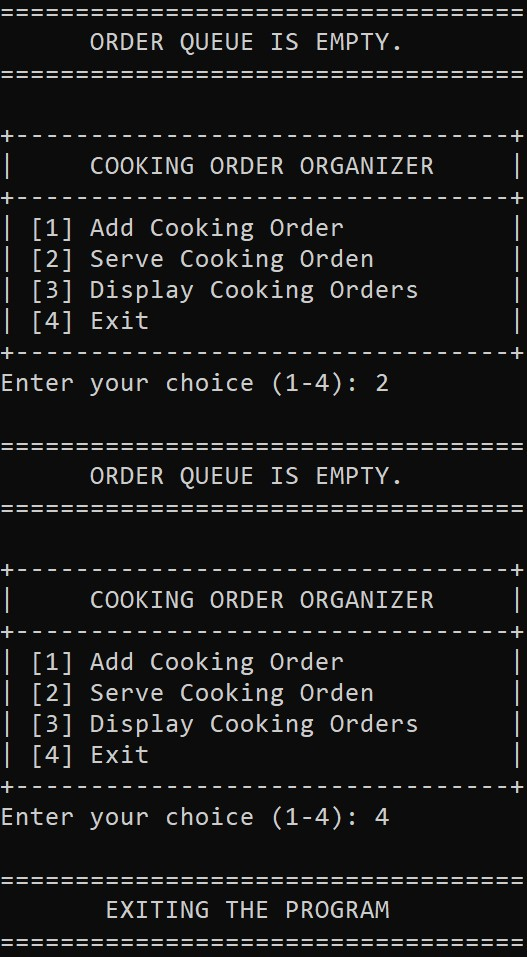 ===================================
      ORDER QUEUE IS EMPTY.
===================================

+---------------------------------+
|     COOKING ORDER ORGANIZER     |
+---------------------------------+
| [1] Add Cooking Order           |
| [2] Serve Cooking Orden         |
| [3] Display Cooking Orders      |
| [4] Exit                        |
+---------------------------------+
Enter your choice (1-4): 2

===================================
      ORDER QUEUE IS EMPTY.
===================================

+---------------------------------+
|     COOKING ORDER ORGANIZER     |
+---------------------------------+
| [1] Add Cooking Order           |
| [2] Serve Cooking Orden         |
| [3] Display Cooking Orders      |
| [4] Exit                        |
+---------------------------------+
Enter your choice (1-4): 4

===================================
       EXITING THE PROGRAM
===================================